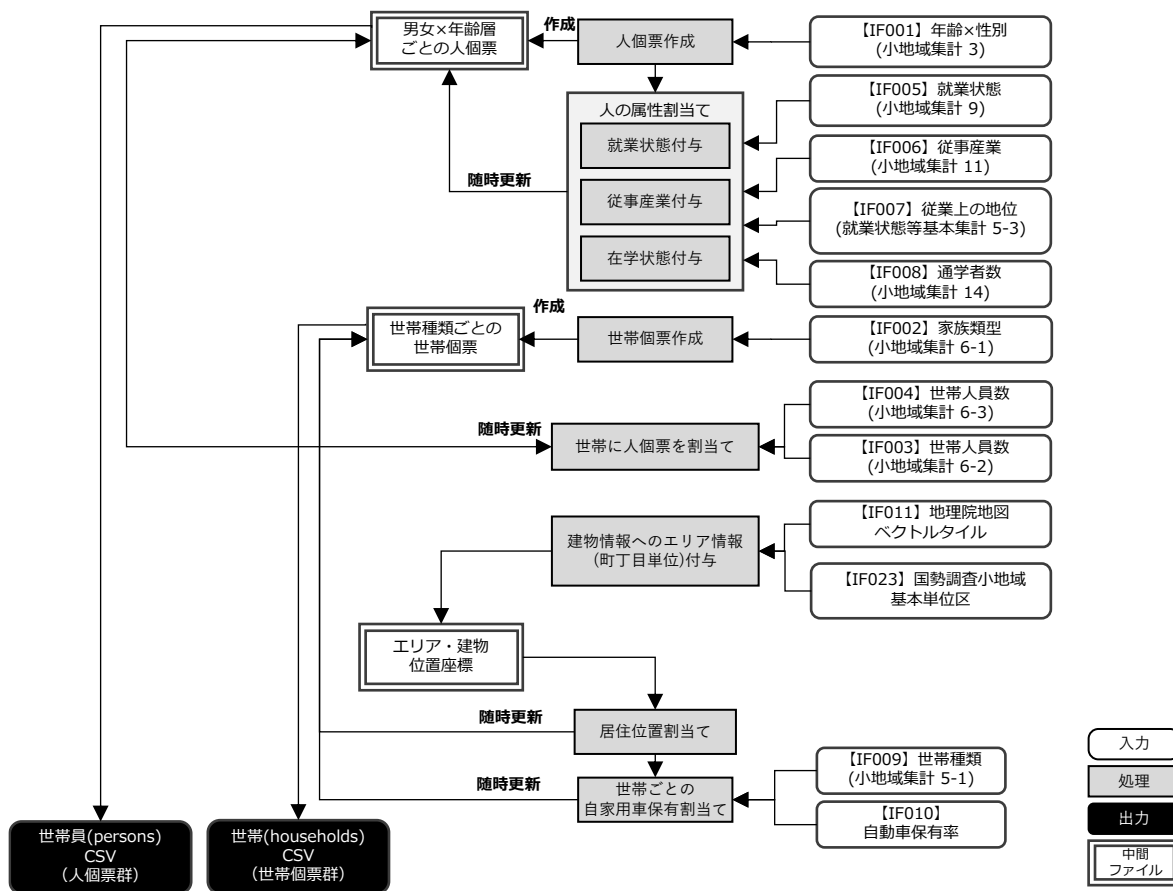 男女×年齢層
ごとの人個票
作成
人個票作成
【IF001】年齢×性別
(小地域集計 3)
人の属性割当て
就業状態付与
従事産業付与
在学状態付与
随時更新
【IF005】就業状態
(小地域集計 9)
【IF006】従事産業
(小地域集計 11)
【IF007】従業上の地位
(就業状態等基本集計 5-3)
【IF008】通学者数
(小地域集計 14)
世帯種類ごとの
世帯個票
作成
世帯個票作成
【IF002】家族類型
(小地域集計 6-1)
随時更新
世帯に人個票を割当て
【IF004】世帯人員数
(小地域集計 6-3)
【IF003】世帯人員数
(小地域集計 6-2)
建物情報へのエリア情報
(町丁目単位)付与
【IF011】地理院地図
ベクトルタイル
【IF023】国勢調査小地域
基本単位区
エリア・建物
位置座標
随時更新
居住位置割当て
随時更新
世帯ごとの
自家用車保有割当て
【IF009】世帯種類
(小地域集計 5-1)
【IF010】
自動車保有率
世帯員(persons)
CSV
（人個票群）
世帯(households)
CSV
（世帯個票群）
入力
処理
出力
中間
ファイル